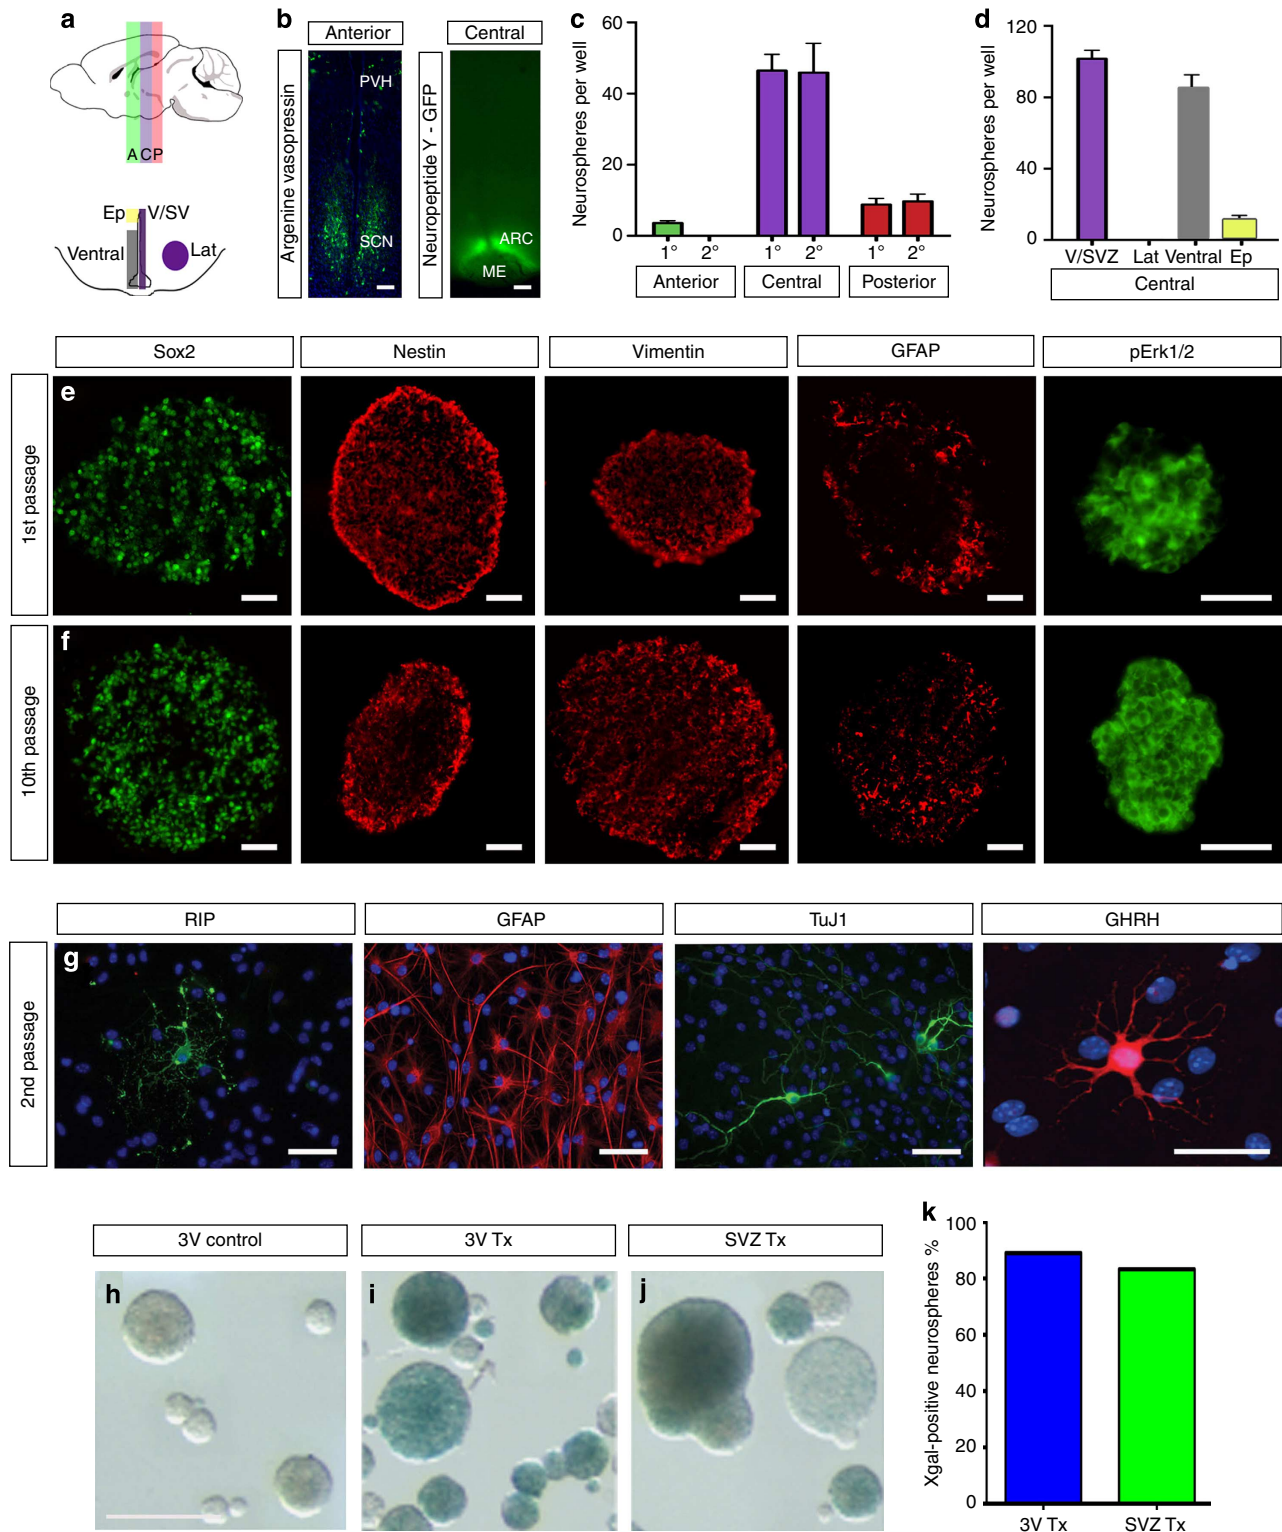 a
A C P
Ep
V/SV
Ventral
Lat
b
Anterior
Central
Argenine vasopressin
Neuropeptide Y - GFP
PVH
SCN
ARC
ME
c
Neurospheres per well
60
40
20
0
1° 2° 1° 2° 1° 2°
Anterior Central Posterior
d
Neurospheres per well
120
80
40
0
V/SVZ Lat Ventral Ep
Central
Sox2 Nestin Vimentin GFAP pErk1/2
e
1st passage
f
10th passage
RIP GFAP TuJ1 GHRH
g
2nd passage
3V control 3V Tx SVZ Tx
h
i
j
k
Xgal-positive neurospheres %
100
80
60
40
20
0
3V Tx SVZ Tx